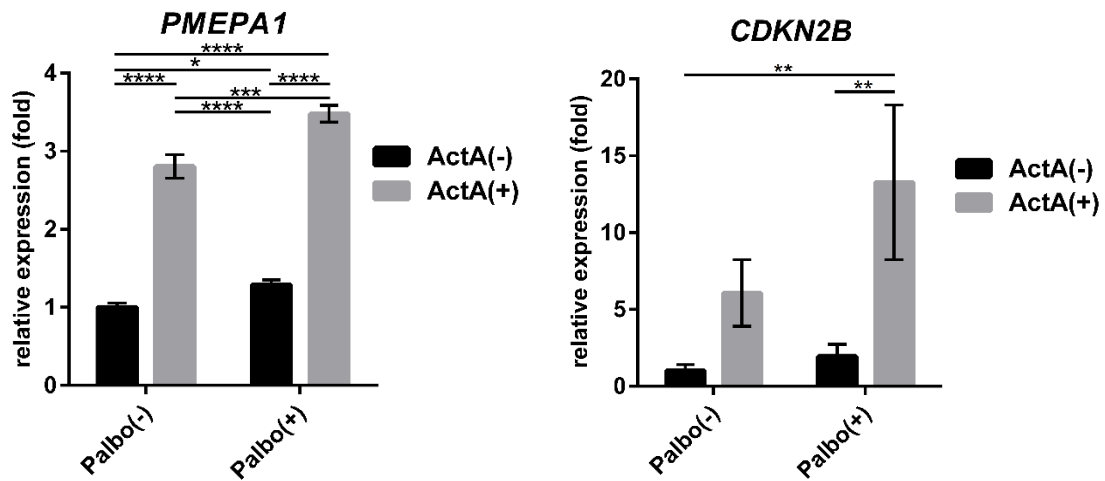 PMEPA1
****
*
****
****
***
****
relative expression (fold)
4
3
2
1
0
Palbo(-)
Palbo(+)
ActA(-)
ActA(+)
CDKN2B
**
**
relative expression (fold)
20
15
10
5
0
Palbo(-)
Palbo(+)
ActA(-)
ActA(+)